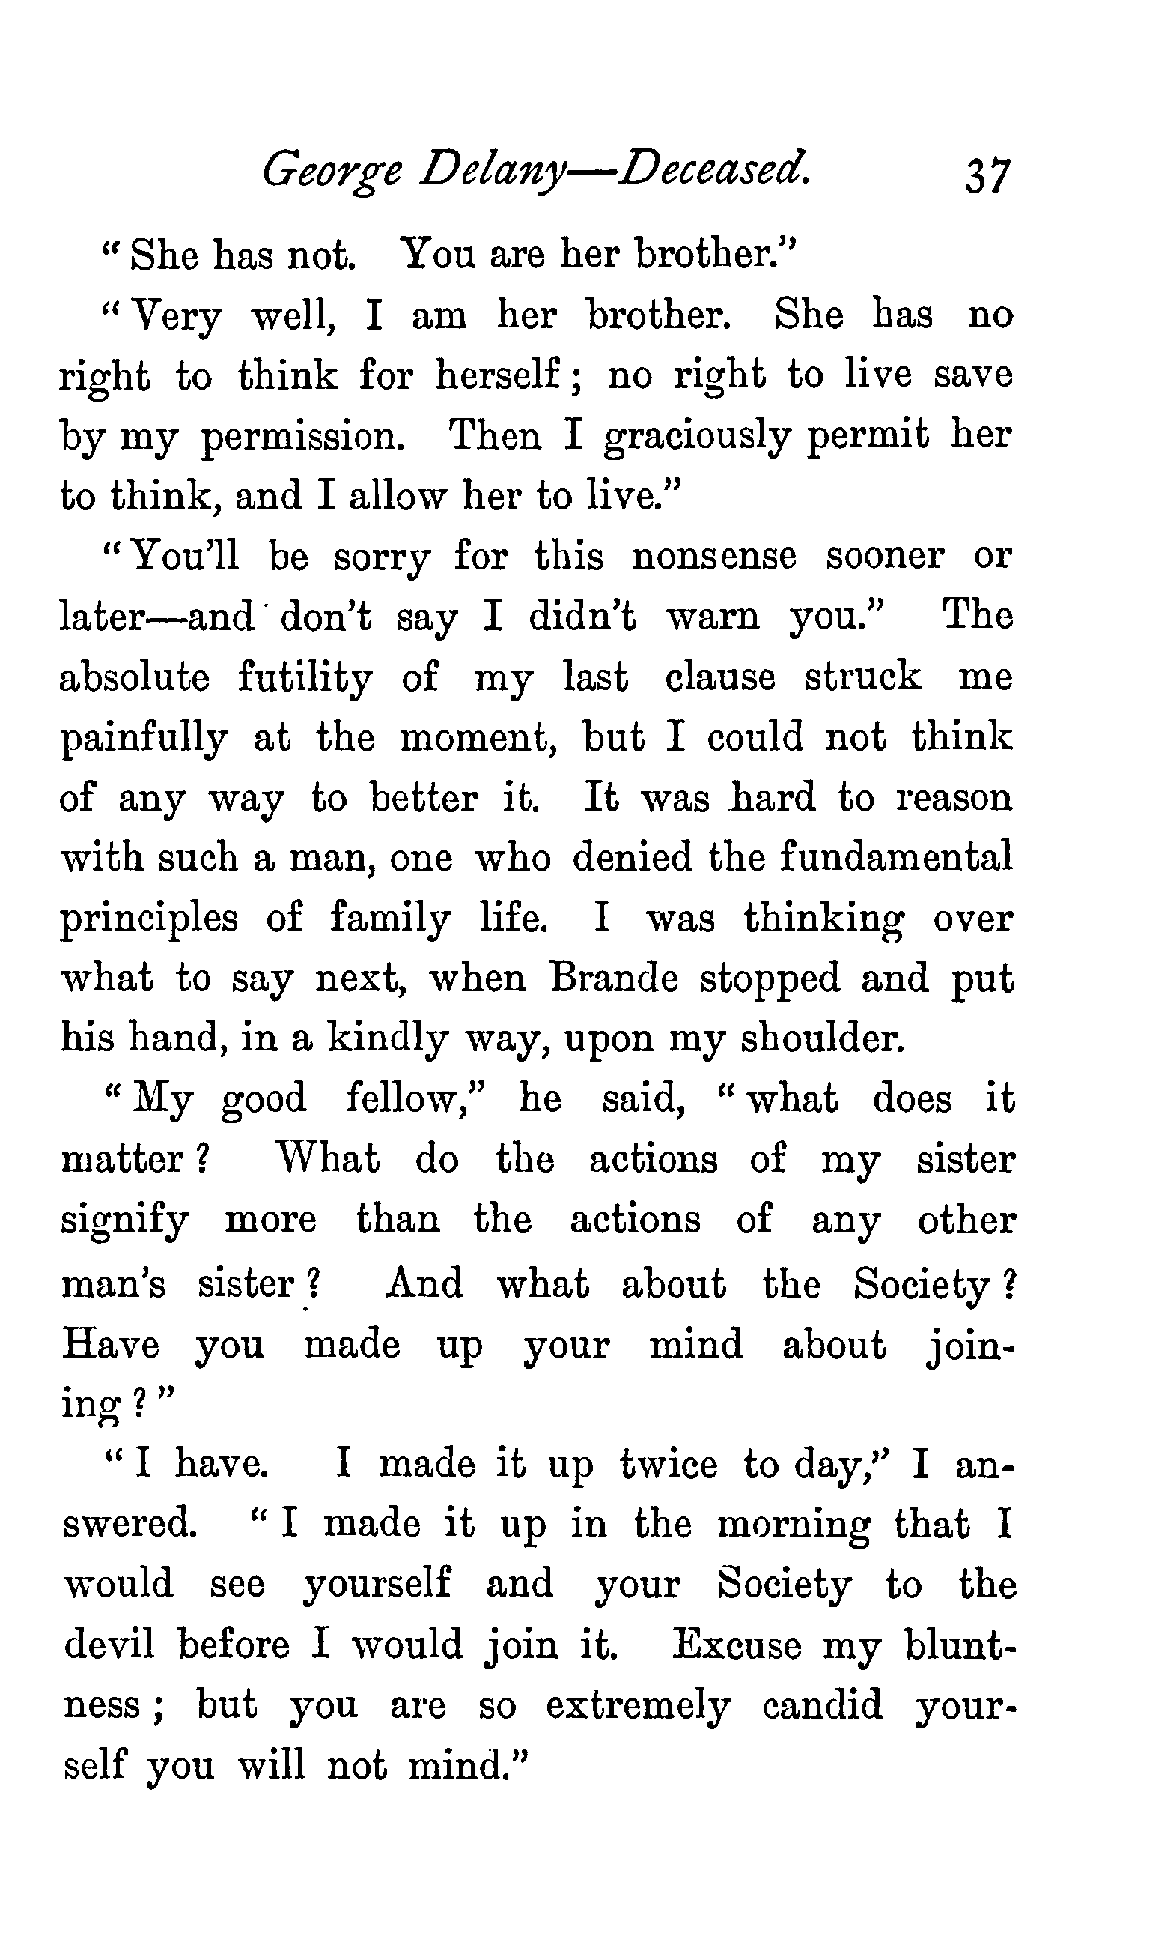 George Delany—Deceased. 37
“She has not. You are her brother.”
“Very well, I am her brother. She has no
right to think for herself; no right to live save
by my permission. Then I graciously permit her
to think, and I allow her to live.”
“You’ll be sorry for this nonsense sooner or
later—and don’t say I didn’t warn you.” The
absolute futility of my last clause struck me
painfully at the moment, but I could not think
of any way to better it. It was hard to reason
with such a man, one who denied the fundamental
principles of family life. I was thinking over
what to say next, when Brande stopped and put
his hand, in a kindly way, upon my shoulder.
“My good fellow,” he said, “what does it
matter? What do the actions of my sister
signify more than the actions of any other
man’s sister? And what about the Society?
Have you made up your mind about join-
ing?”
“I have. I made it up twice to day,” I an-
swered. “I made it up in the morning that I
would see yourself and your Society to the
devil before I would join it. Excuse my blunt-
ness; but you are so extremely candid your-
self you will not mind.”